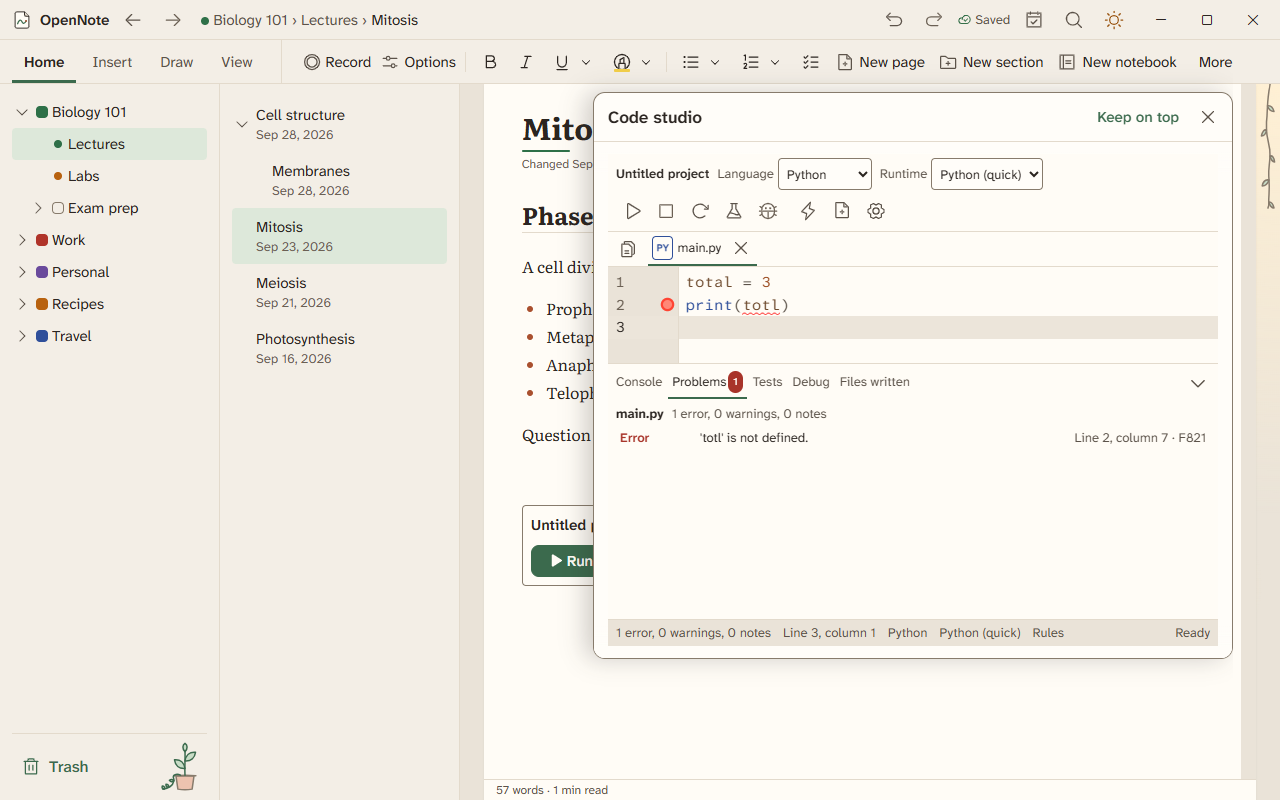 OpenNote
Biology 101 › Lectures › Mitosis
Saved
Home Insert Draw View
Record Options B I U A New page New section New notebook More
Biology 101
Lectures
Labs
Exam prep
Work
Personal
Recipes
Travel
Trash
Cell structure
Sep 28, 2026
Membranes
Sep 28, 2026
Mitosis
Sep 23, 2026
Meiosis
Sep 21, 2026
Photosynthesis
Sep 16, 2026
Mito
Changed Sep
Phase
A cell divi
Proph
Metap
Anaph
Teloph
Question
Untitled p
Run
57 words · 1 min read
Code studio
Keep on top
Untitled project Language Python Runtime Python (quick)
PY main.py
1 total = 3
2 print(totl)
3
Console Problems 1 Tests Debug Files written
main.py 1 error, 0 warnings, 0 notes
Error 'totl' is not defined. Line 2, column 7 · F821
1 error, 0 warnings, 0 notes Line 3, column 1 Python Python (quick) Rules Ready